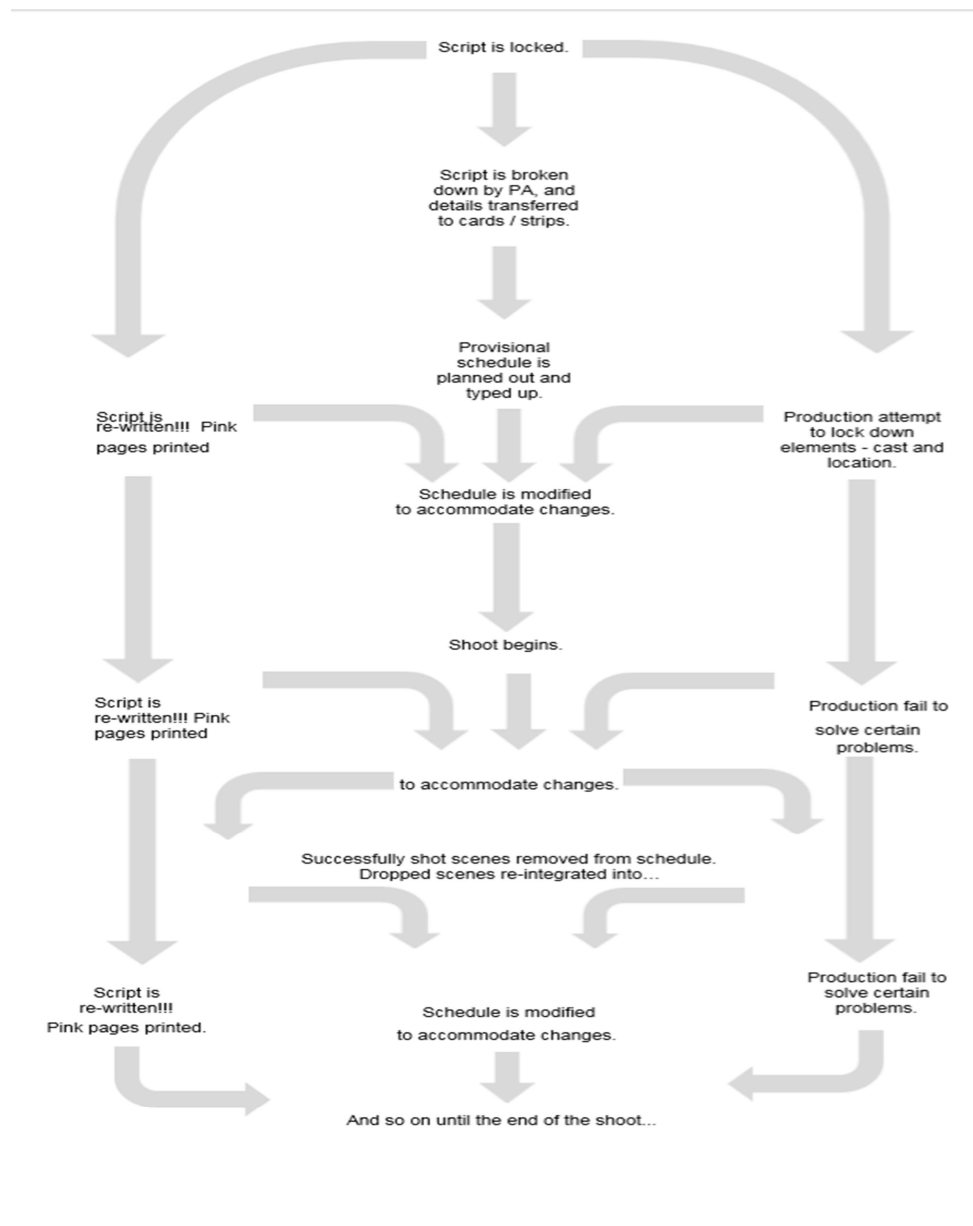 Script is locked.
Script is broken
down by PA, and
details transferred
to cards / strips.
Provisional
schedule is
planned out and
typed up.
Script is
re-written!!! Pink
pages printed
Production attempt
to lock down
elements - cast and
location.
Schedule is modified
to accommodate changes.
Shoot begins.
Script is
re-written!!! Pink
pages printed
Production fail to
solve certain
problems.
to accommodate changes.
Successfully shot scenes removed from schedule.
Dropped scenes re-integrated into...
Script is
re-written!!!
Pink pages printed.
Schedule is modified
to accommodate changes.
Production fail to
solve certain
problems.
And so on until the end of the shoot...